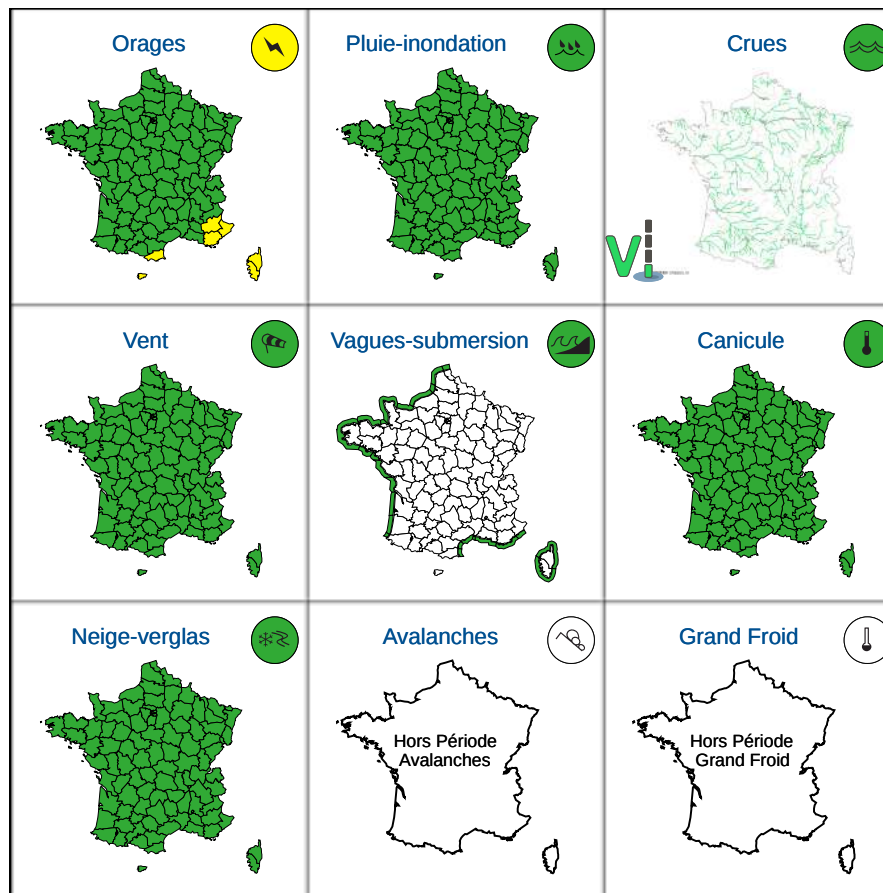 Orages
Pluie-inondation
Crues
Vi
Vent
Vagues-submersion
Canicule
Neige-verglas
Avalanches
Grand Froid
Hors Période
Avalanches
Hors Période
Grand Froid